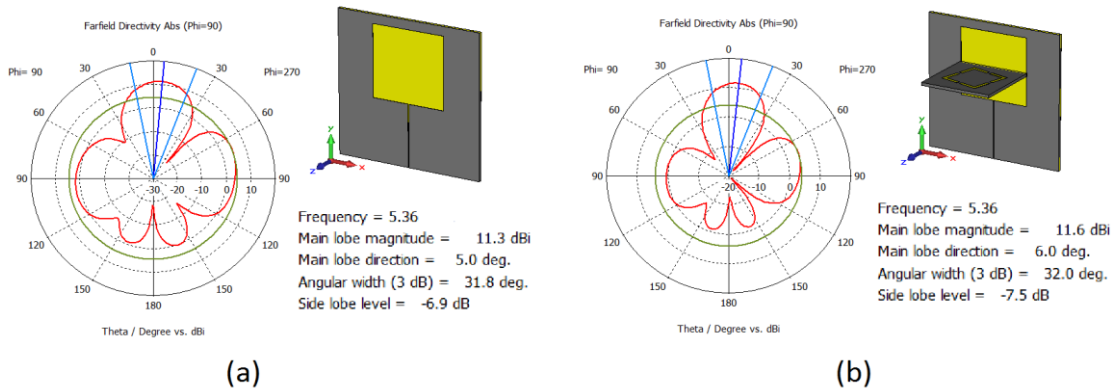 Farfield Directivity Abs (Phi=90)
Phi= 90
0
Phi=270
30
30
60
60
90
-30
-20
-10
0
10
90
120
120
150
150
180
Theta / Degree vs. dBi
y
z
x
Frequency = 5.36
Main lobe magnitude = 11.3 dBi
Main lobe direction = 5.0 deg.
Angular width (3 dB) = 31.8 deg.
Side lobe level = -6.9 dB
(a)
Farfield Directivity Abs (Phi=90)
Phi= 90
0
Phi=270
30
30
60
60
90
-20
-10
0
10
90
120
120
150
150
180
Theta / Degree vs. dBi
y
z
x
Frequency = 5.36
Main lobe magnitude = 11.6 dBi
Main lobe direction = 6.0 deg.
Angular width (3 dB) = 32.0 deg.
Side lobe level = -7.5 dB
(b)